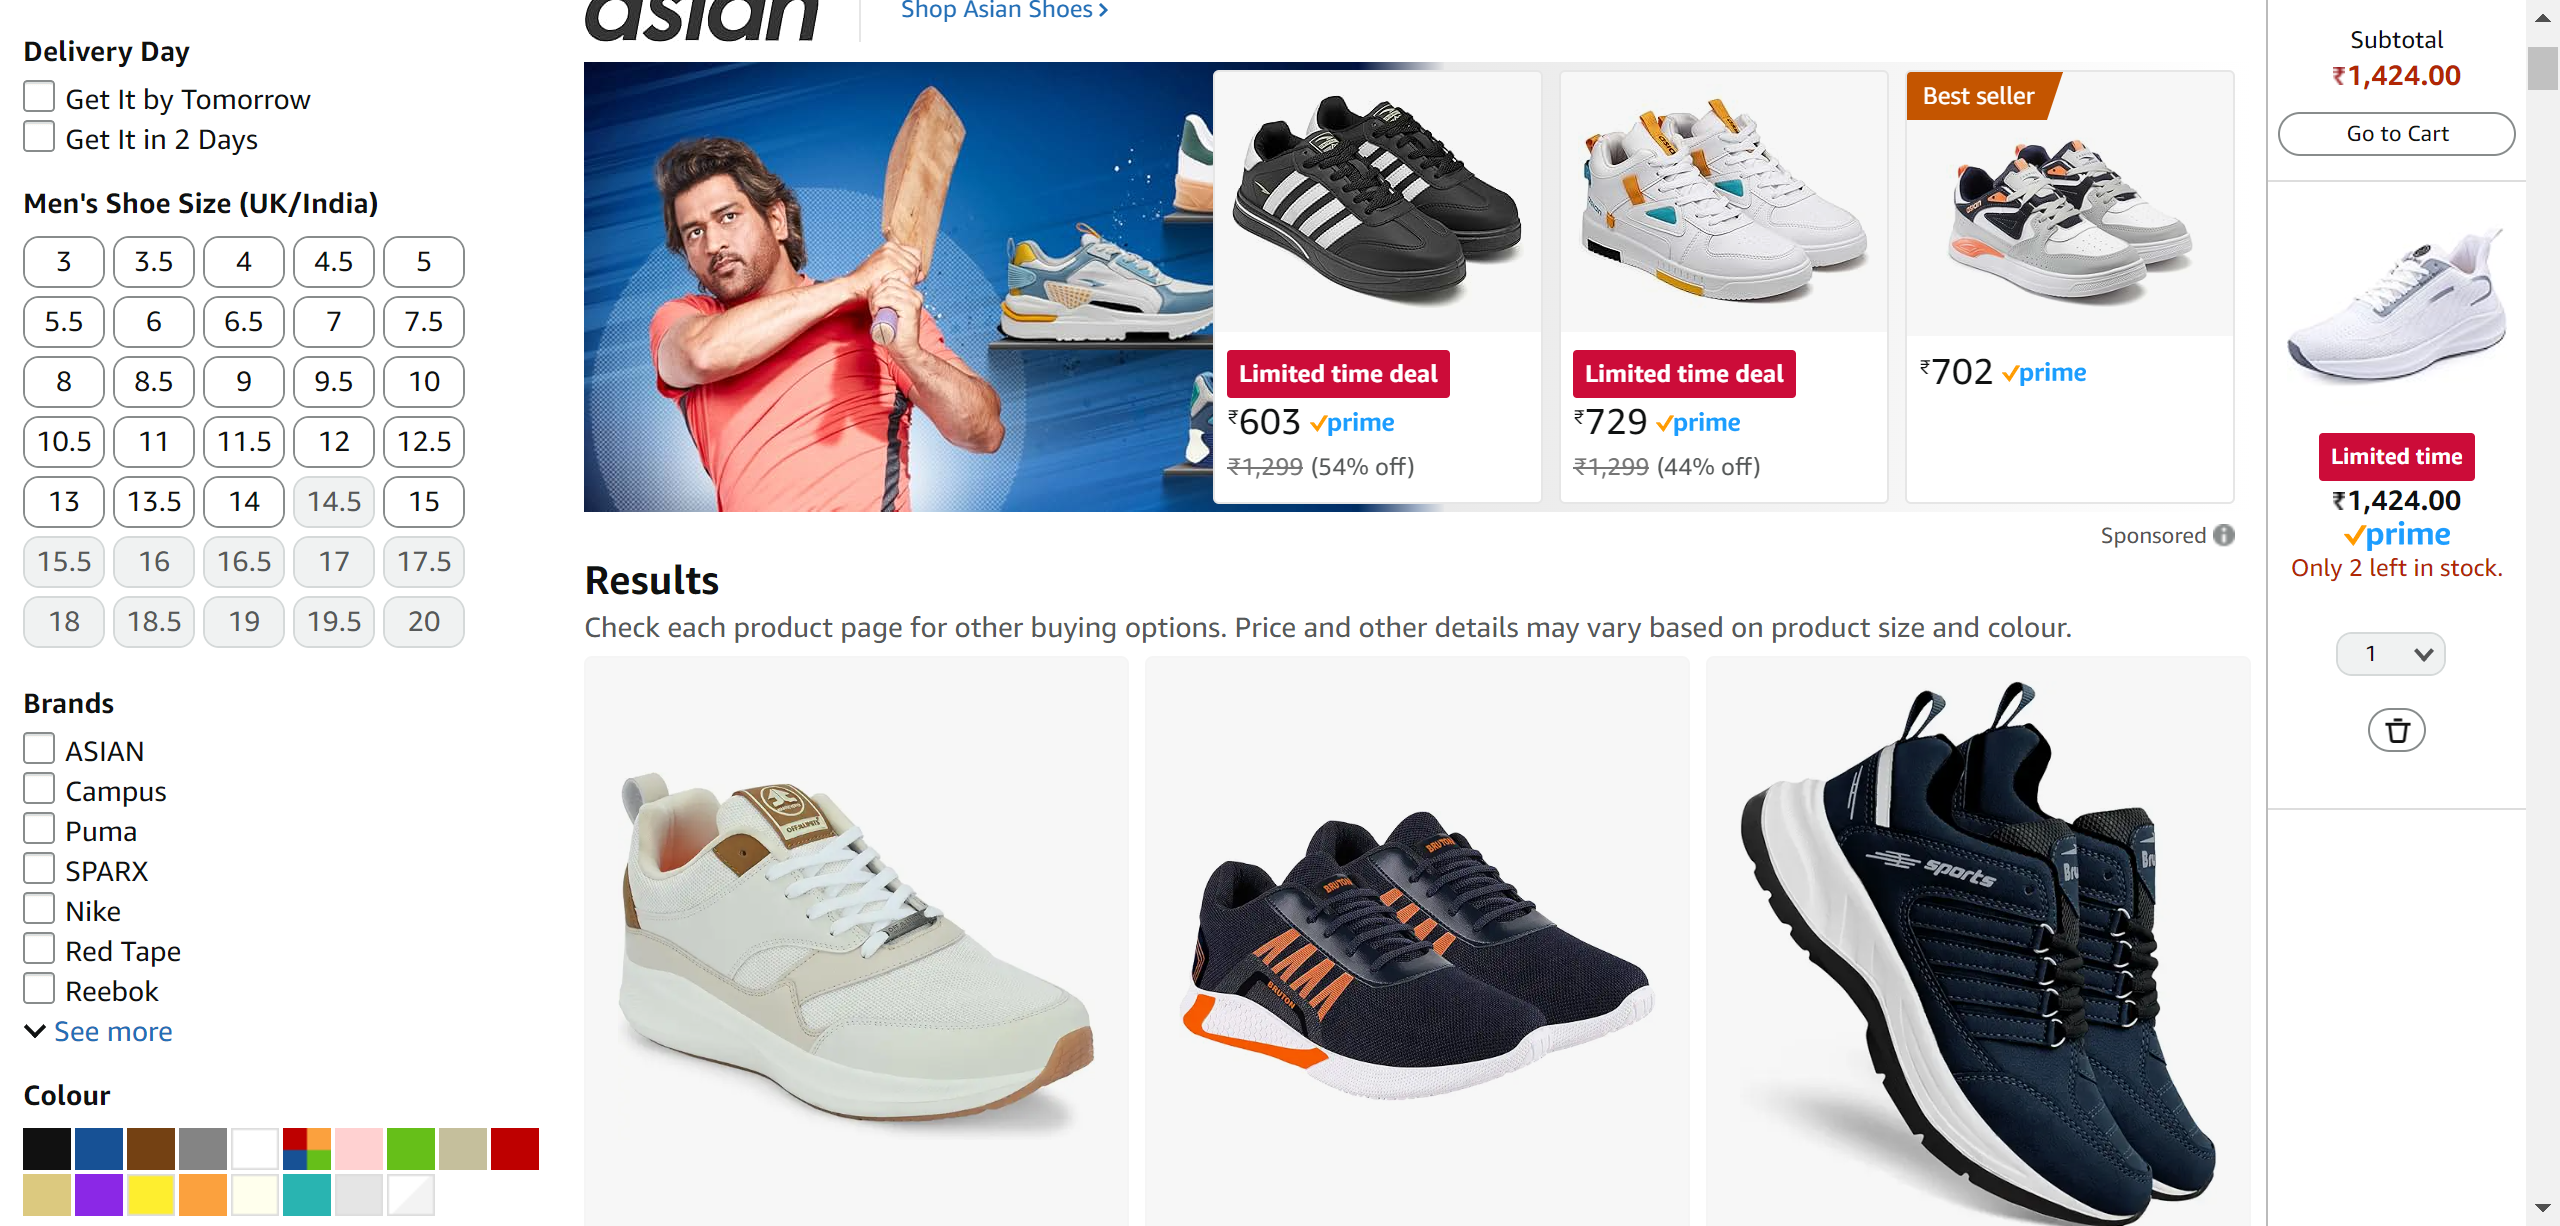 Delivery Day
Get It by Tomorrow
Get It in 2 Days
Men's Shoe Size (UK/India)
3 3.5 4 4.5 5
5.5 6 6.5 7 7.5
8 8.5 9 9.5 10
10.5 11 11.5 12 12.5
13 13.5 14 14.5 15
15.5 16 16.5 17 17.5
18 18.5 19 19.5 20
Brands
ASIAN
Campus
Puma
SPARX
Nike
Red Tape
Reebok
See more
Colour
asian
Shop Asian Shoes
Limited time deal
₹603 prime
₹1,299 (54% off)
Limited time deal
₹729 prime
₹1,299 (44% off)
Best seller
asian
₹702 prime
Sponsored
Results
Check each product page for other buying options. Price and other details may vary based on product size and colour.
OFF LIMITS
BRUTON
BRUTON
BRUTON
sports
Subtotal
₹1,424.00
Go to Cart
Limited time
₹1,424.00
prime
Only 2 left in stock.
1